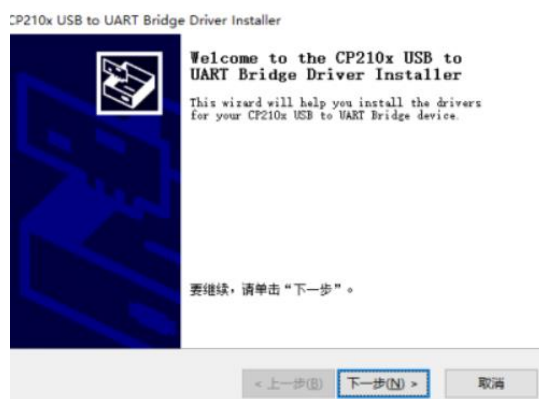 CP210x USB to UART Bridge Driver Installer
Welcome to the CP210x USB to
UART Bridge Driver Installer
This wizard will help you install the drivers
for your CP210x USB to UART Bridge device.
要继续，请单击“下一步”。
< 上一步(B)
下一步(N) >
取消